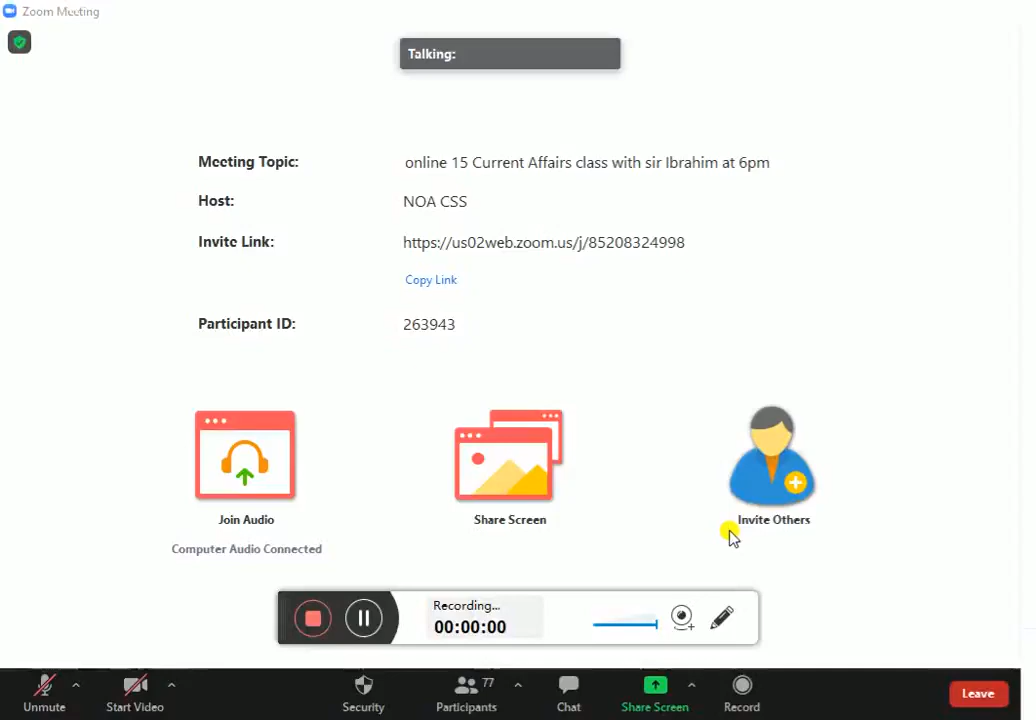 Zoom Meeting
Talking:
Meeting Topic: online 15 Current Affairs class with sir Ibrahim at 6pm
Host: NOA CSS
Invite Link: https://us02web.zoom.us/j/85208324998
Copy Link
Participant ID: 263943
Join Audio Share Screen Invite Others
Computer Audio Connected
Recording...
00:00:00
77
Unmute Start Video Security Participants Chat Share Screen Record Leave